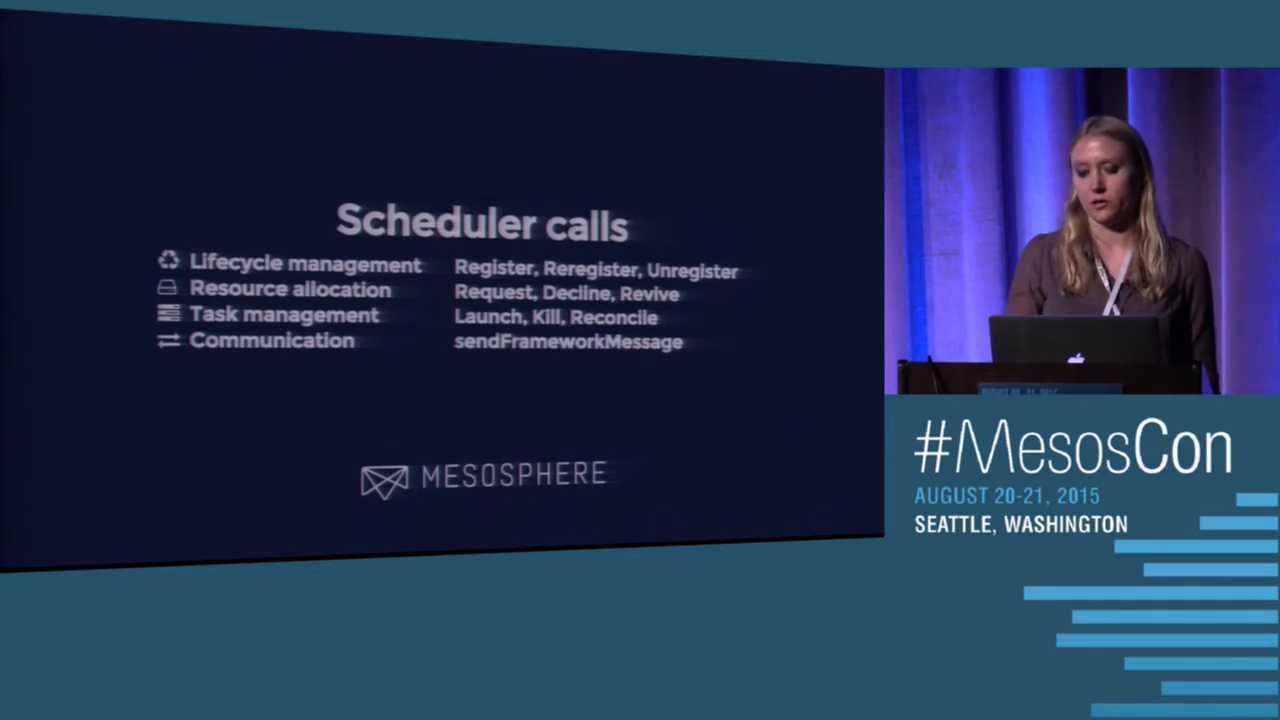 Scheduler calls
Lifecycle management Register, Reregister, Unregister
Resource allocation Request, Decline, Revive
Task management Launch, Kill, Reconcile
Communication sendFrameworkMessage
MESOSPHERE
#MesosCon
AUGUST 20-21, 2015
SEATTLE, WASHINGTON